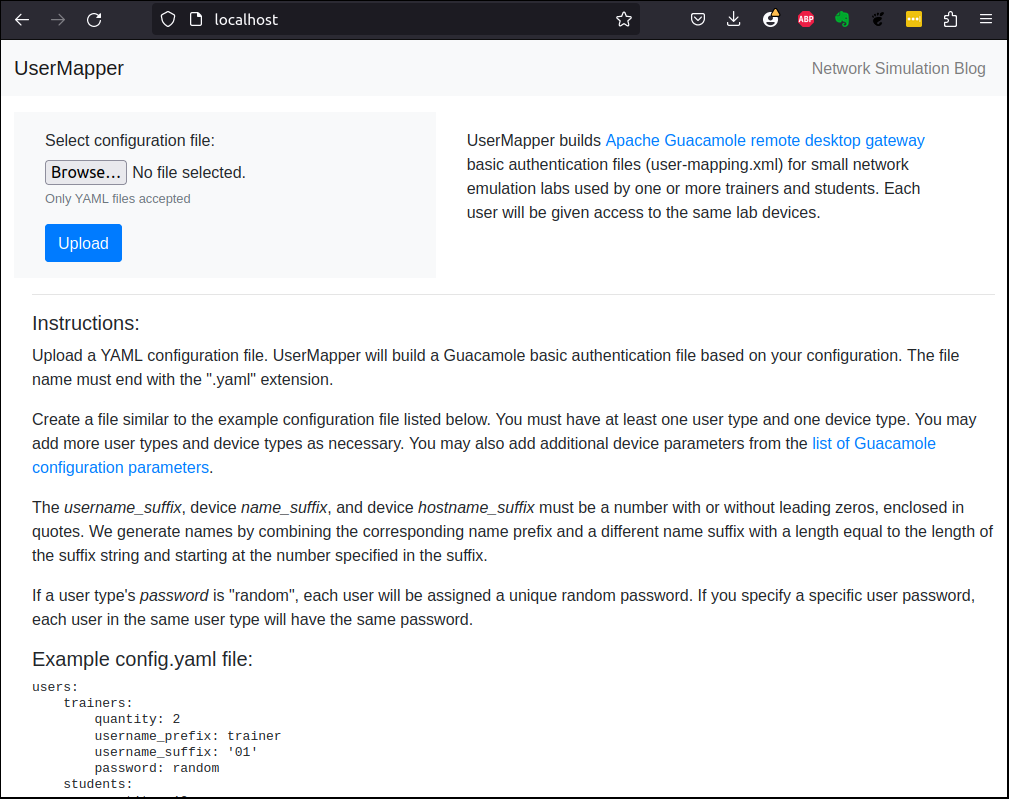 localhost
ABP
UserMapper
Network Simulation Blog
Select configuration file:
Browse... No file selected.
Only YAML files accepted
Upload
UserMapper builds Apache Guacamole remote desktop gateway
basic authentication files (user-mapping.xml) for small network
emulation labs used by one or more trainers and students. Each
user will be given access to the same lab devices.
Instructions:
Upload a YAML configuration file. UserMapper will build a Guacamole basic authentication file based on your configuration. The file
name must end with the ".yaml" extension.
Create a file similar to the example configuration file listed below. You must have at least one user type and one device type. You may
add more user types and device types as necessary. You may also add additional device parameters from the list of Guacamole
configuration parameters.
The username_suffix, device name_suffix, and device hostname_suffix must be a number with or without leading zeros, enclosed in
quotes. We generate names by combining the corresponding name prefix and a different name suffix with a length equal to the length of
the suffix string and starting at the number specified in the suffix.
If a user type's password is "random", each user will be assigned a unique random password. If you specify a specific user password,
each user in the same user type will have the same password.
Example config.yaml file:
users:
    trainers:
        quantity: 2
        username_prefix: trainer
        username_suffix: '01'
        password: random
    students: